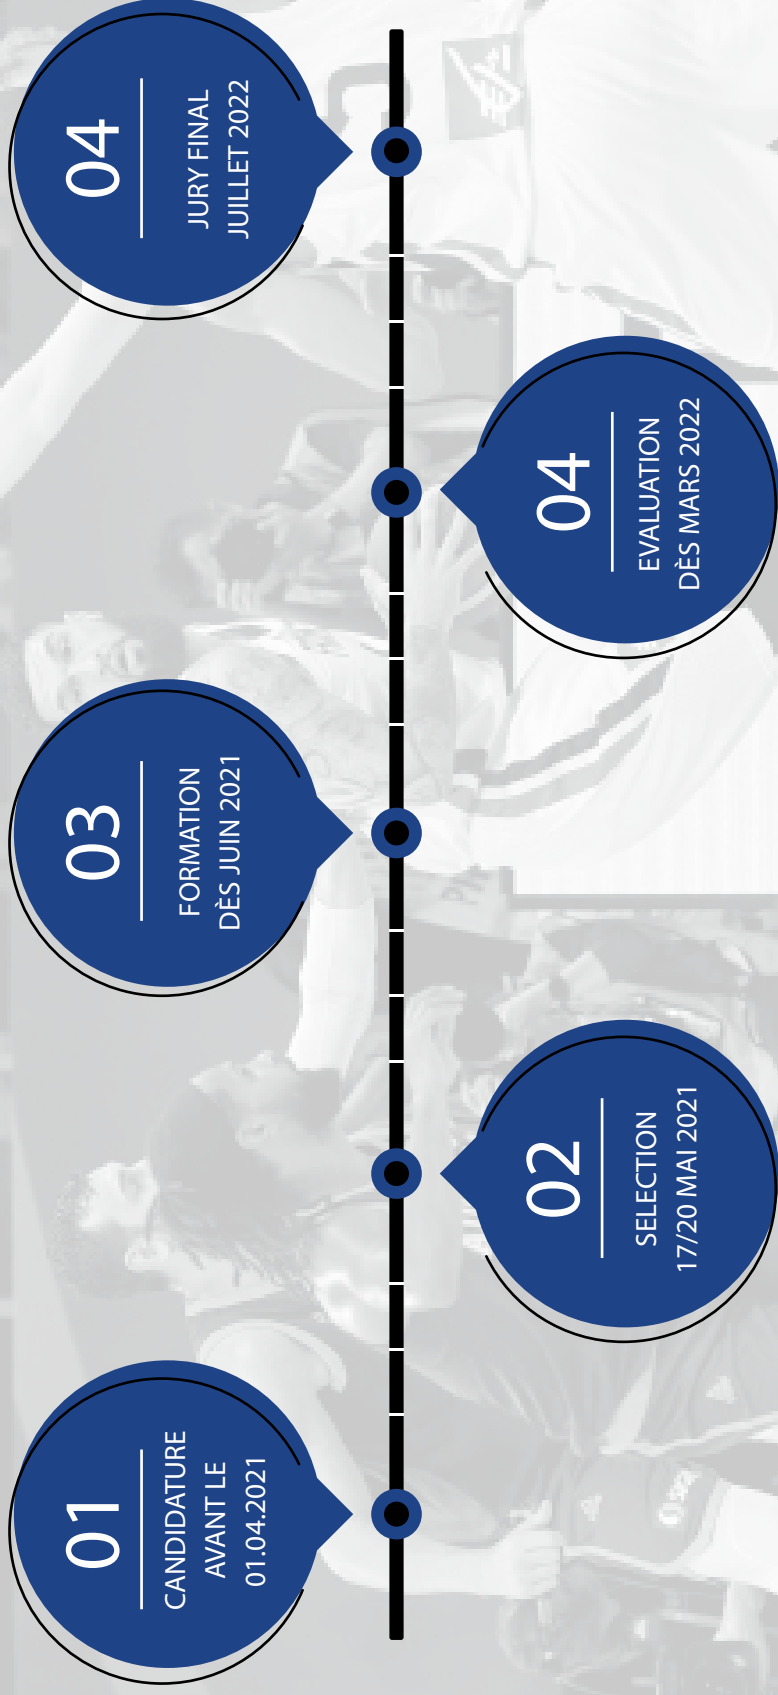 01
CANDIDATURE
AVANT LE
01.04.2021
02
SELECTION
17/20 MAI 2021
03
FORMATION
DÈS JUIN 2021
04
EVALUATION
DÈS MARS 2022
04
JURY FINAL
JUILLET 2022